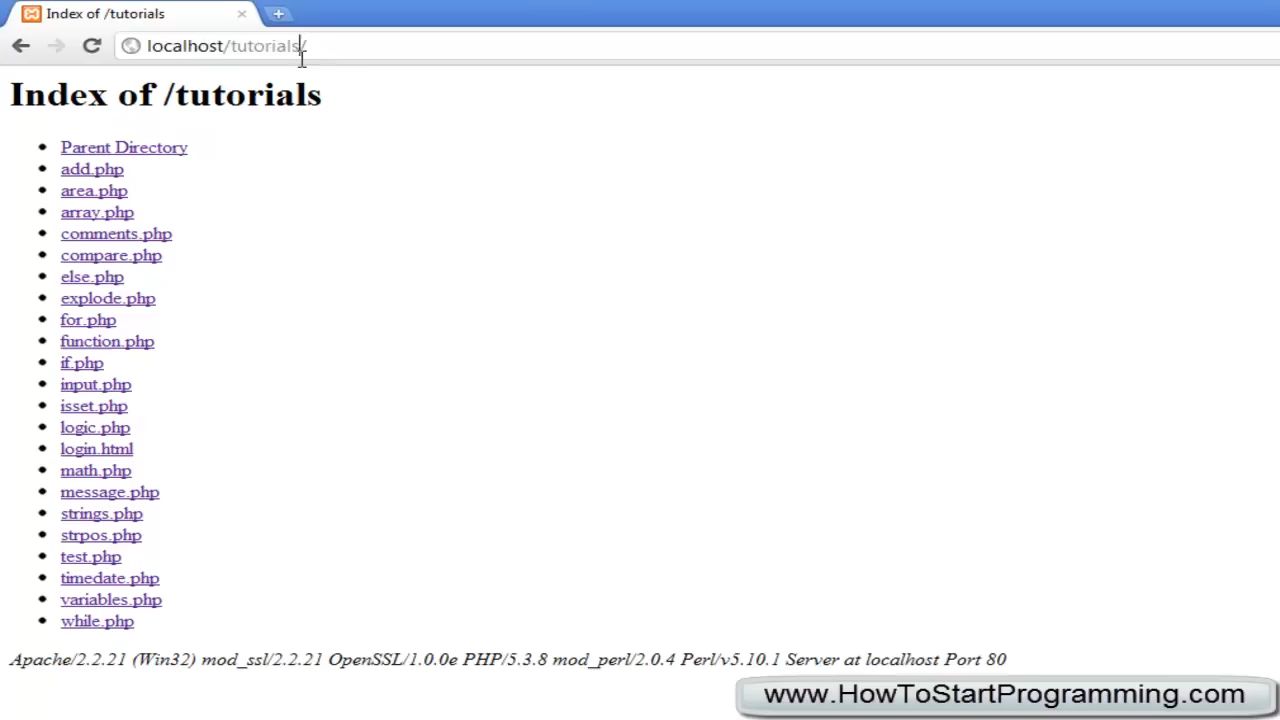 Index of /tutorials
localhost/tutorials/
Index of /tutorials
Parent Directory
add.php
area.php
array.php
comments.php
compare.php
else.php
explode.php
for.php
function.php
if.php
input.php
isset.php
logic.php
login.html
math.php
message.php
strings.php
strpos.php
test.php
timedate.php
variables.php
while.php
Apache/2.2.21 (Win32) mod_ssl/2.2.21 OpenSSL/1.0.0e PHP/5.3.8 mod_perl/2.0.4 Perl/v5.10.1 Server at localhost Port 80
www.HowToStartProgramming.com